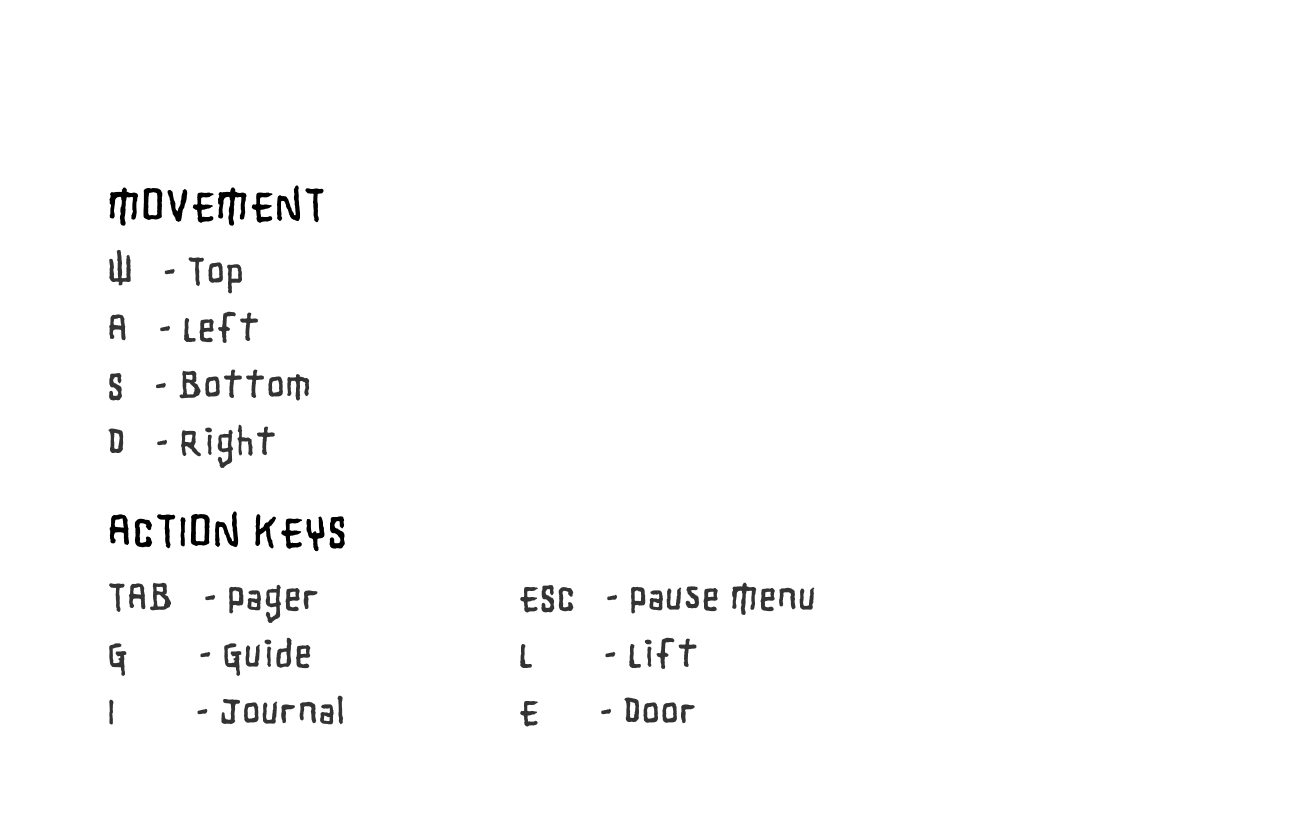 MOVEMENT
W - Top
A - Left
S - Bottom
D - Right
ACTION KEYS
TAB - Pager
G - Guide
I - Journal
ESC - Pause Menu
L - Lift
E - Door